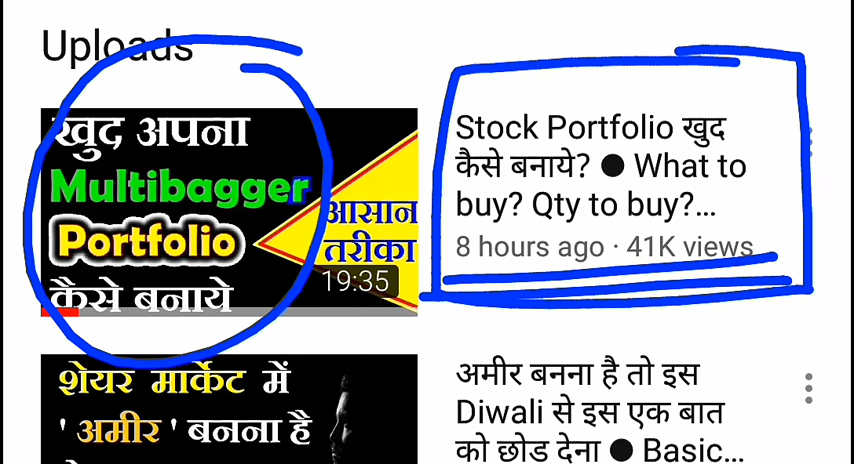 Uploads
खुद अपना
Multibagger
Portfolio
कैसे बनाये
आसान
तरीका
19:35
Stock Portfolio खुद
कैसे बनाये? ● What to
buy? Qty to buy?...
8 hours ago · 41K views
शेयर मार्केट में
' अमीर ' बनना है
अमीर बनना है तो इस
Diwali से इस एक बात
को छोड देना ● Basic...